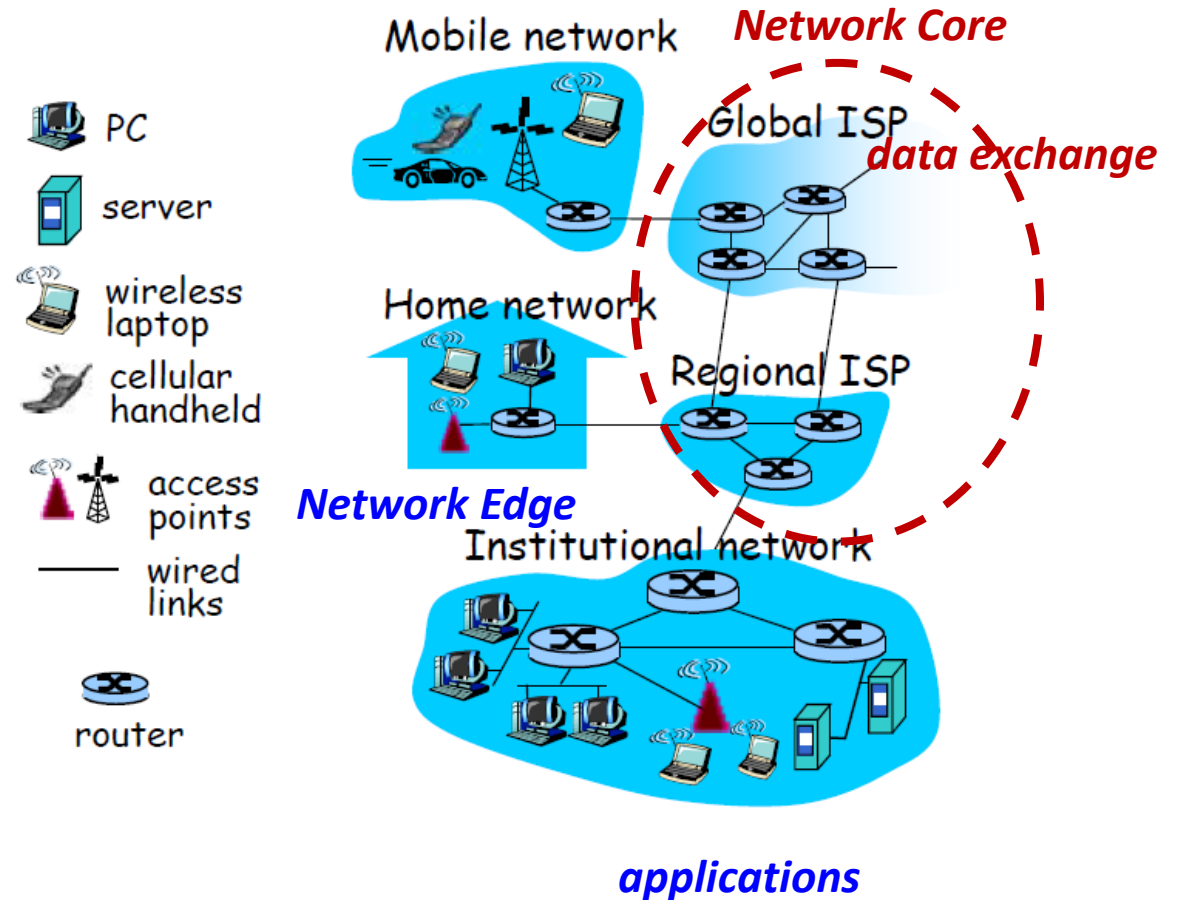 Mobile network
Network Core
PC
Global ISP
data exchange
server
wireless
laptop
Home network
cellular
handheld
Regional ISP
access
points
Network Edge
Institutional network
wired
links
router
applications